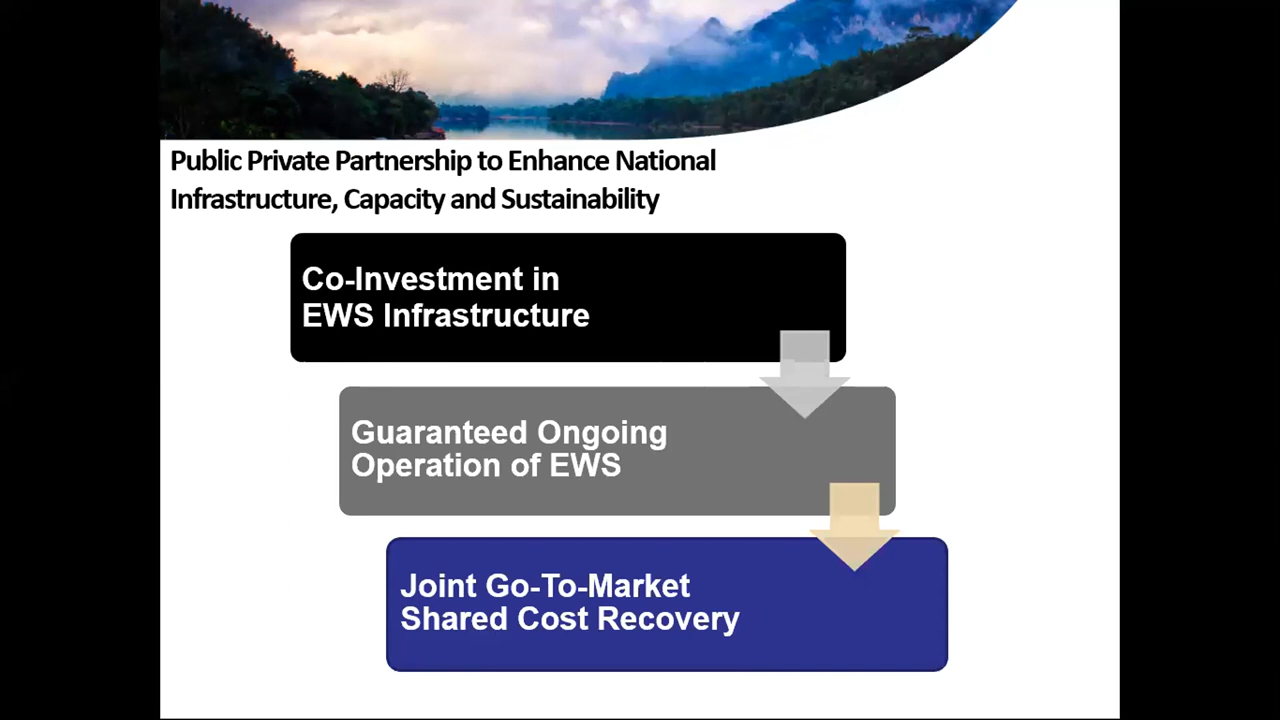 Public Private Partnership to Enhance National
Infrastructure, Capacity and Sustainability
Co-Investment in
EWS Infrastructure
Guaranteed Ongoing
Operation of EWS
Joint Go-To-Market
Shared Cost Recovery